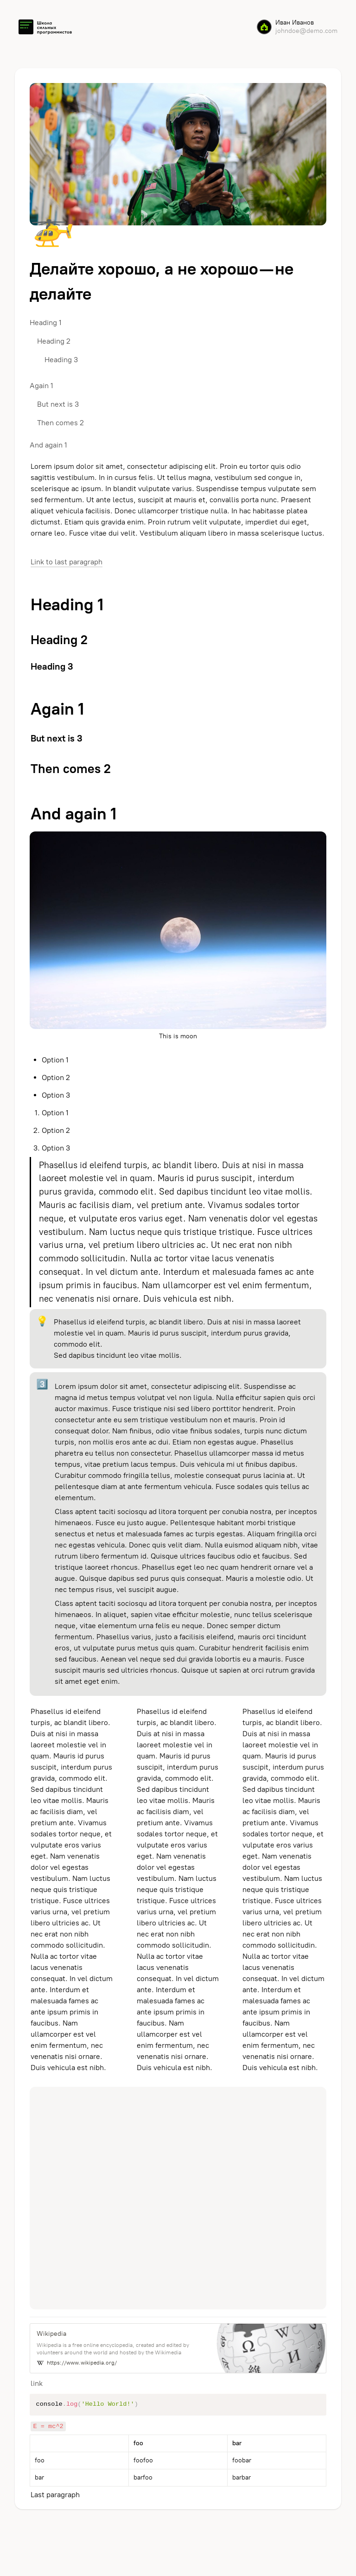 Школа
сильных
программистов
Иван Иванов
johndoe@demo.com
Делайте хорошо, а не хорошо — не
делайте
Heading 1
Heading 2
Heading 3
Again 1
But next is 3
Then comes 2
And again 1
Lorem ipsum dolor sit amet, consectetur adipiscing elit. Proin eu tortor quis odio
sagittis vestibulum. In in cursus felis. Ut tellus magna, vestibulum sed congue in,
scelerisque ac ipsum. In blandit vulputate varius. Suspendisse tempus vulputate sem
sed fermentum. Ut ante lectus, suscipit at mauris et, convallis porta nunc. Praesent
aliquet vehicula facilisis. Donec ullamcorper tristique nulla. In hac habitasse platea
dictumst. Etiam quis gravida enim. Proin rutrum velit vulputate, imperdiet dui eget,
ornare leo. Fusce vitae dui velit. Vestibulum aliquam libero in massa scelerisque luctus.
Link to last paragraph
Heading 1
Heading 2
Heading 3
Again 1
But next is 3
Then comes 2
And again 1
This is moon
• Option 1
• Option 2
• Option 3
1. Option 1
2. Option 2
3. Option 3
Phasellus id eleifend turpis, ac blandit libero. Duis at nisi in massa
laoreet molestie vel in quam. Mauris id purus suscipit, interdum
purus gravida, commodo elit. Sed dapibus tincidunt leo vitae mollis.
Mauris ac facilisis diam, vel pretium ante. Vivamus sodales tortor
neque, et vulputate eros varius eget. Nam venenatis dolor vel egestas
vestibulum. Nam luctus neque quis tristique tristique. Fusce ultrices
varius urna, vel pretium libero ultricies ac. Ut nec erat non nibh
commodo sollicitudin. Nulla ac tortor vitae lacus venenatis
consequat. In vel dictum ante. Interdum et malesuada fames ac ante
ipsum primis in faucibus. Nam ullamcorper est vel enim fermentum,
nec venenatis nisi ornare. Duis vehicula est nibh.
Phasellus id eleifend turpis, ac blandit libero. Duis at nisi in massa laoreet
molestie vel in quam. Mauris id purus suscipit, interdum purus gravida,
commodo elit.
Sed dapibus tincidunt leo vitae mollis.
3
Lorem ipsum dolor sit amet, consectetur adipiscing elit. Suspendisse ac
magna id metus tempus volutpat vel non ligula. Nulla efficitur sapien quis orci
auctor maximus. Fusce tristique nisi sed libero porttitor hendrerit. Proin
consectetur ante eu sem tristique vestibulum non et mauris. Proin id
consequat dolor. Nam finibus, odio vitae finibus sodales, turpis nunc dictum
turpis, non mollis eros ante ac dui. Etiam non egestas augue. Phasellus
pharetra eu tellus non consectetur. Phasellus ullamcorper massa id metus
tempus, vitae pretium lacus tempus. Duis vehicula mi ut finibus dapibus.
Curabitur commodo fringilla tellus, molestie consequat purus lacinia at. Ut
pellentesque diam at ante fermentum vehicula. Fusce sodales quis tellus ac
elementum.
Class aptent taciti sociosqu ad litora torquent per conubia nostra, per inceptos
himenaeos. Fusce eu justo augue. Pellentesque habitant morbi tristique
senectus et netus et malesuada fames ac turpis egestas. Aliquam fringilla orci
nec egestas vehicula. Donec quis velit diam. Nulla euismod aliquam nibh, vitae
rutrum libero fermentum id. Quisque ultrices faucibus odio et faucibus. Sed
tristique laoreet rhoncus. Phasellus eget leo nec quam hendrerit ornare vel a
augue. Quisque dapibus sed purus quis consequat. Mauris a molestie odio. Ut
nec tempus risus, vel suscipit augue.
Class aptent taciti sociosqu ad litora torquent per conubia nostra, per inceptos
himenaeos. In aliquet, sapien vitae efficitur molestie, nunc tellus scelerisque
neque, vitae elementum urna felis eu neque. Donec semper dictum
fermentum. Phasellus varius, justo a facilisis eleifend, mauris orci tincidunt
eros, ut vulputate purus metus quis quam. Curabitur hendrerit facilisis enim
sed faucibus. Aenean vel neque sed dui gravida lobortis eu a mauris. Fusce
suscipit mauris sed ultricies rhoncus. Quisque ut sapien at orci rutrum gravida
sit amet eget enim.
Phasellus id eleifend
turpis, ac blandit libero.
Duis at nisi in massa
laoreet molestie vel in
quam. Mauris id purus
suscipit, interdum purus
gravida, commodo elit.
Sed dapibus tincidunt
leo vitae mollis. Mauris
ac facilisis diam, vel
pretium ante. Vivamus
sodales tortor neque, et
vulputate eros varius
eget. Nam venenatis
dolor vel egestas
vestibulum. Nam luctus
neque quis tristique
tristique. Fusce ultrices
varius urna, vel pretium
libero ultricies ac. Ut
nec erat non nibh
commodo sollicitudin.
Nulla ac tortor vitae
lacus venenatis
consequat. In vel dictum
ante. Interdum et
malesuada fames ac
ante ipsum primis in
faucibus. Nam
ullamcorper est vel
enim fermentum, nec
venenatis nisi ornare.
Duis vehicula est nibh.
Phasellus id eleifend
turpis, ac blandit libero.
Duis at nisi in massa
laoreet molestie vel in
quam. Mauris id purus
suscipit, interdum purus
gravida, commodo elit.
Sed dapibus tincidunt
leo vitae mollis. Mauris
ac facilisis diam, vel
pretium ante. Vivamus
sodales tortor neque, et
vulputate eros varius
eget. Nam venenatis
dolor vel egestas
vestibulum. Nam luctus
neque quis tristique
tristique. Fusce ultrices
varius urna, vel pretium
libero ultricies ac. Ut
nec erat non nibh
commodo sollicitudin.
Nulla ac tortor vitae
lacus venenatis
consequat. In vel dictum
ante. Interdum et
malesuada fames ac
ante ipsum primis in
faucibus. Nam
ullamcorper est vel
enim fermentum, nec
venenatis nisi ornare.
Duis vehicula est nibh.
Phasellus id eleifend
turpis, ac blandit libero.
Duis at nisi in massa
laoreet molestie vel in
quam. Mauris id purus
suscipit, interdum purus
gravida, commodo elit.
Sed dapibus tincidunt
leo vitae mollis. Mauris
ac facilisis diam, vel
pretium ante. Vivamus
sodales tortor neque, et
vulputate eros varius
eget. Nam venenatis
dolor vel egestas
vestibulum. Nam luctus
neque quis tristique
tristique. Fusce ultrices
varius urna, vel pretium
libero ultricies ac. Ut
nec erat non nibh
commodo sollicitudin.
Nulla ac tortor vitae
lacus venenatis
consequat. In vel dictum
ante. Interdum et
malesuada fames ac
ante ipsum primis in
faucibus. Nam
ullamcorper est vel
enim fermentum, nec
venenatis nisi ornare.
Duis vehicula est nibh.
Wikipedia
Wikipedia is a free online encyclopedia, created and edited by
volunteers around the world and hosted by the Wikimedia
W https://www.wikipedia.org/
Ω W И 維
link
console.log('Hello World!')
E = mc^2
foo bar
foo foofoo foobar
bar barfoo barbar
Last paragraph